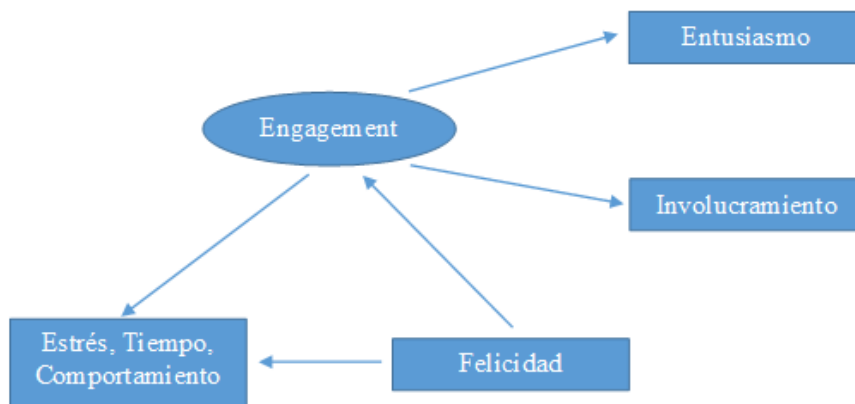 Entusiasmo
Engagement
Involucramiento
Estrés, Tiempo,
Comportamiento
Felicidad